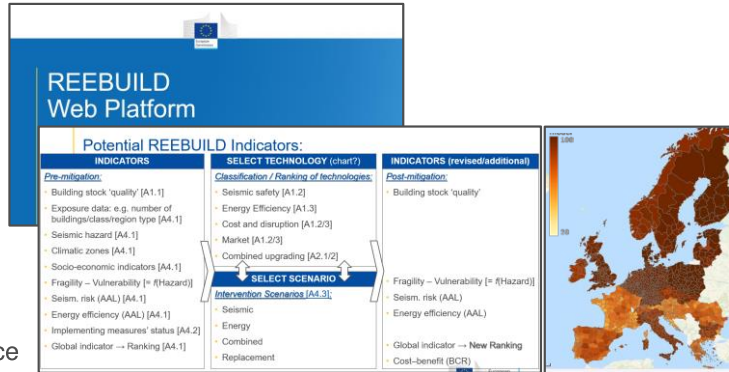 REEBUILD
Web Platform
Potential REEBUILD Indicators:
INDICATORS
Pre-mitigation:
· Building stock 'quality' [A1.1]
· Exposure data: e.g. number of
buildings/class/region type [A4.1]
· Seismic hazard [A4.1]
· Climatic zones [A4.1]
· Socio-economic indicators [A4.1]
· Fragility – Vulnerability [= f(Hazard)]
· Seism. risk (AAL) [A4.1]
· Energy efficiency (AAL) [A4.1]
· Implementing measures' status [A4.2]
· Global indicator → Ranking [A4.1]
SELECT TECHNOLOGY (chart?)
Classification / Ranking of technologies:
· Seismic safety [A1.2]
· Energy Efficiency [A1.3]
· Cost and disruption [A1.2/3]
· Market [A1.2/3]
· Combined upgrading [A2.1/2]
SELECT SCENARIO
Intervention Scenarios [A4.3]:
· Seismic
· Energy
· Combined
· Replacement
INDICATORS (revised/additional)
Post-mitigation:
· Building stock 'quality'
· Fragility – Vulnerability [= f(Hazard)]
· Seism. risk (AAL)
· Energy efficiency (AAL)
· Global indicator → New Ranking
· Cost–benefit (BCR)
100
ce